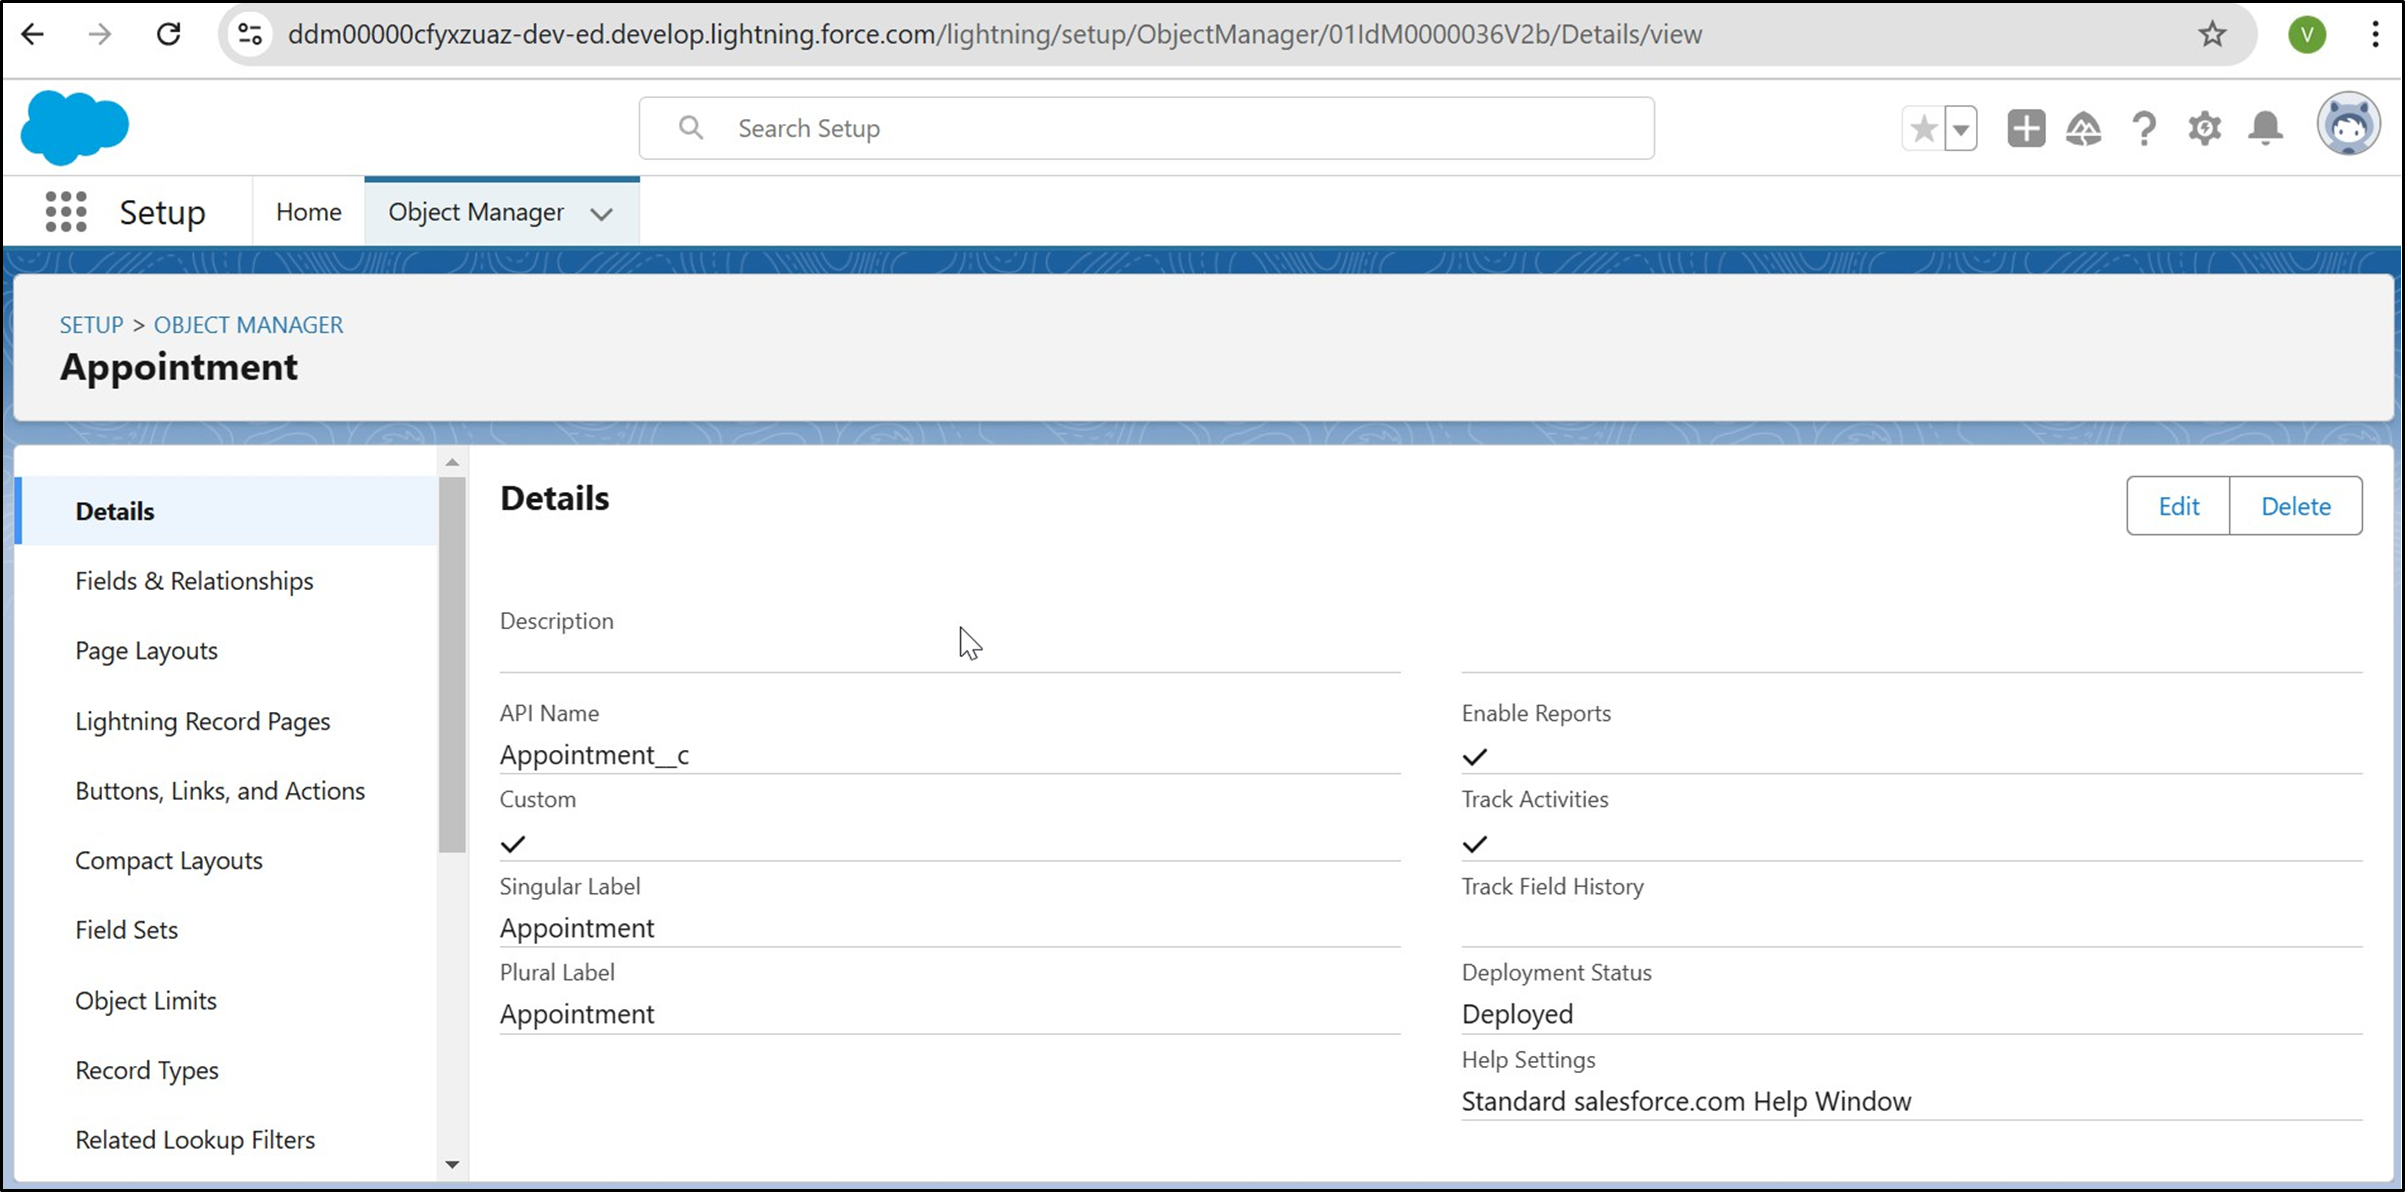 ddm00000cfyxzuaz-dev-ed.develop.lightning.force.com/lightning/setup/ObjectManager/01IdM0000036V2b/Details/view
V
Search Setup
Setup
Home
Object Manager
SETUP > OBJECT MANAGER
Appointment
Details
Fields & Relationships
Page Layouts
Lightning Record Pages
Buttons, Links, and Actions
Compact Layouts
Field Sets
Object Limits
Record Types
Related Lookup Filters
Details
Edit
Delete
Description
API Name
Appointment__c
Custom
Singular Label
Appointment
Plural Label
Appointment
Enable Reports
Track Activities
Track Field History
Deployment Status
Deployed
Help Settings
Standard salesforce.com Help Window